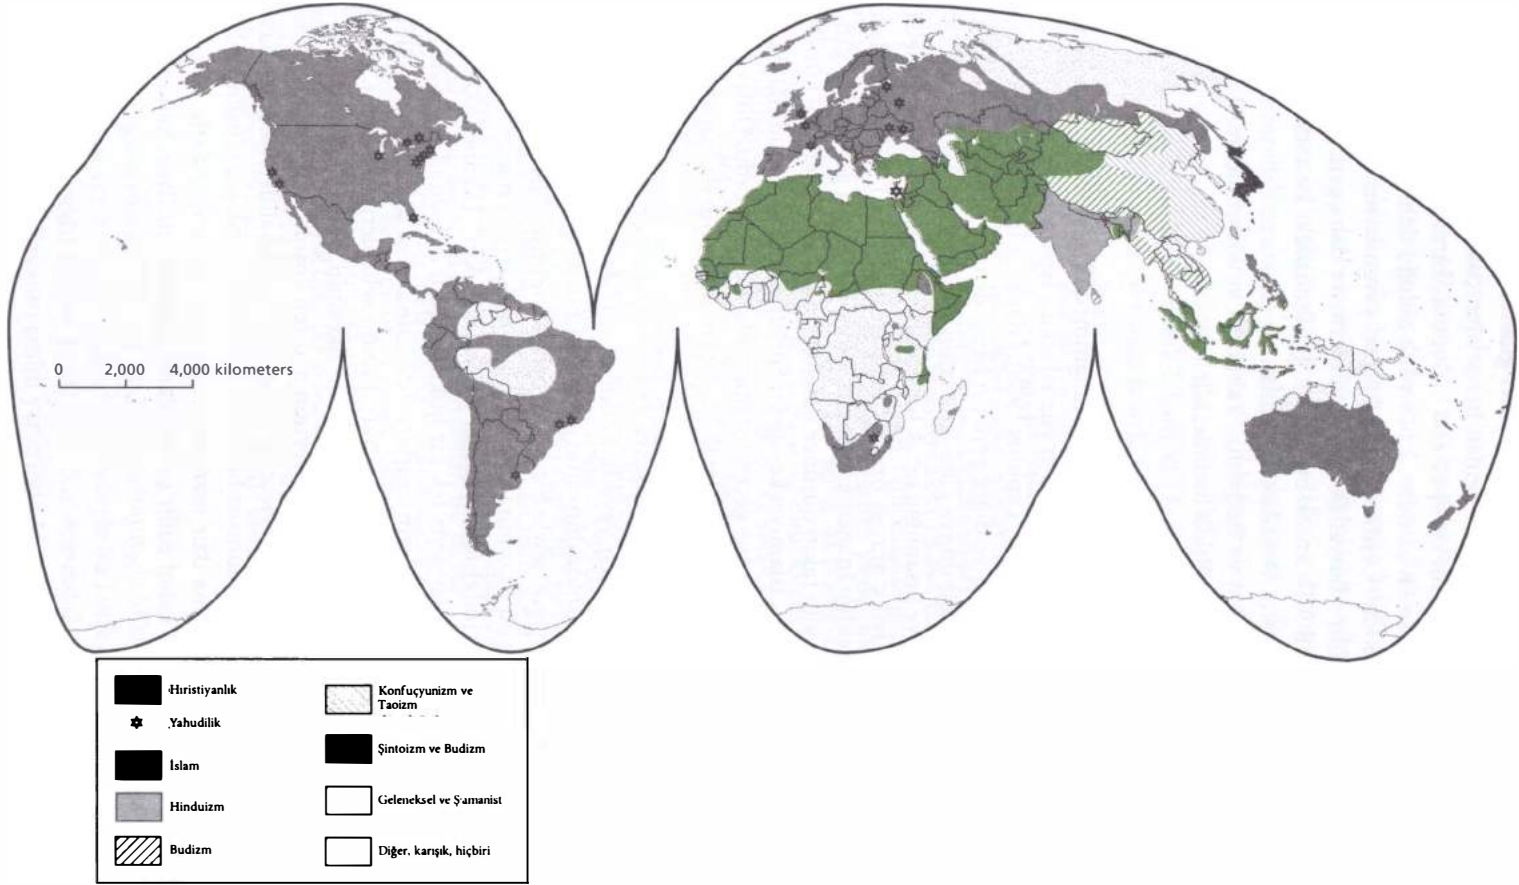 0 2,000 4,000 kilometers
Hıristiyanlık
Yahudilik
İslam
Hinduizm
Budizm
Konfuçyunizm ve
Taoizm
Şintoizm ve Budizm
Geleneksel ve Şamanist
Diğer, karışık, hiçbiri